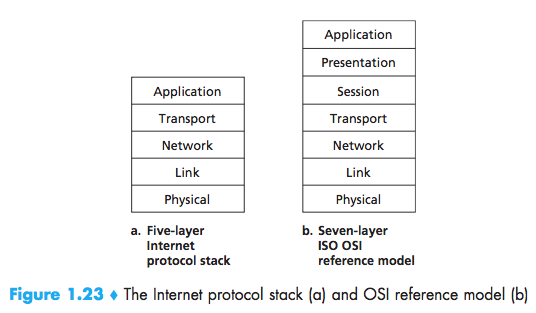 Application
Transport
Network
Link
Physical
a. Five-layer
Internet
protocol stack
Application
Presentation
Session
Transport
Network
Link
Physical
b. Seven-layer
ISO OSI
reference model
Figure 1.23 ♦ The Internet protocol stack (a) and OSI reference model (b)